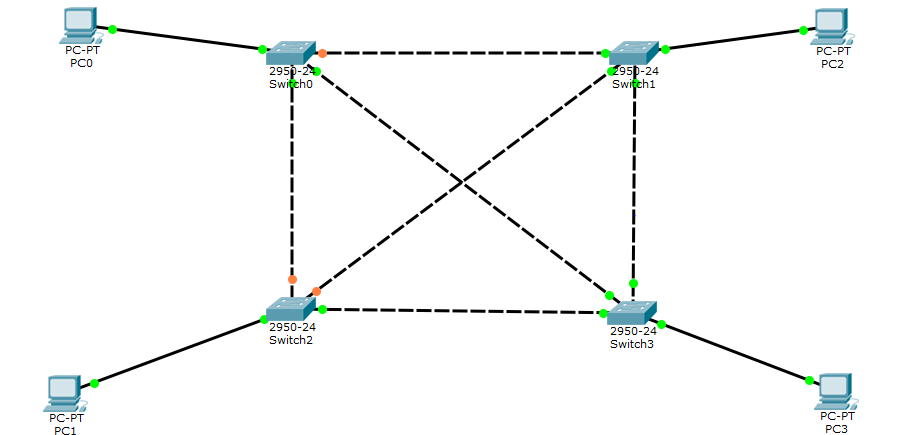 PC-PT
PC0
2950-24
Switch0
2950-24
Switch1
PC-PT
PC2
2950-24
Switch2
2950-24
Switch3
PC-PT
PC1
PC-PT
PC3